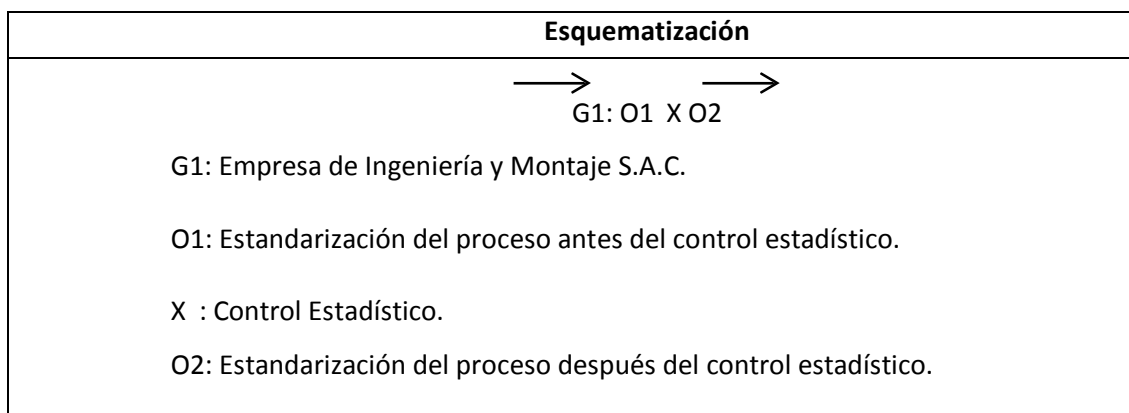 Esquematización
G1: O1 X O2
G1: Empresa de Ingeniería y Montaje S.A.C.
O1: Estandarización del proceso antes del control estadístico.
X : Control Estadístico.
O2: Estandarización del proceso después del control estadístico.